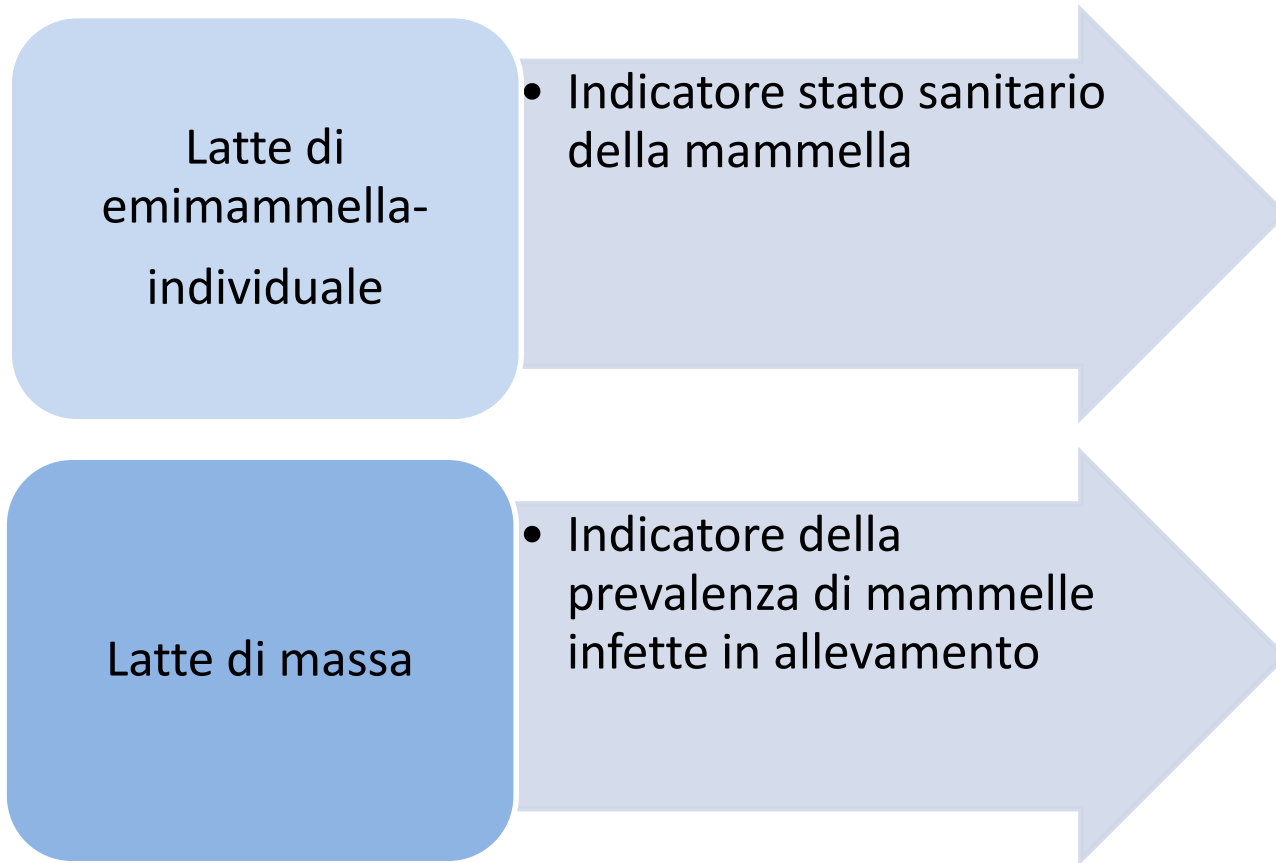 Latte di
emimammella-
individuale
• Indicatore stato sanitario
della mammella
Latte di massa
• Indicatore della
prevalenza di mammelle
infette in allevamento